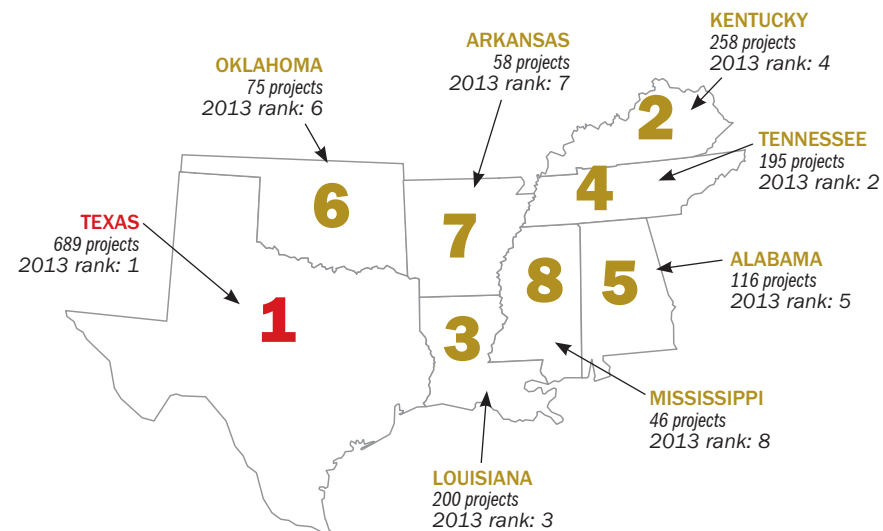 KENTUCKY
258 projects
2013 rank: 4
ARKANSAS
58 projects
2013 rank: 7
OKLAHOMA
75 projects
2013 rank: 6
2
TENNESSEE
195 projects
2013 rank: 2
4
6
TEXAS
689 projects
2013 rank: 1
7
8
5
ALABAMA
116 projects
2013 rank: 5
1
3
MISSISSIPPI
46 projects
2013 rank: 8
LOUISIANA
200 projects
2013 rank: 3